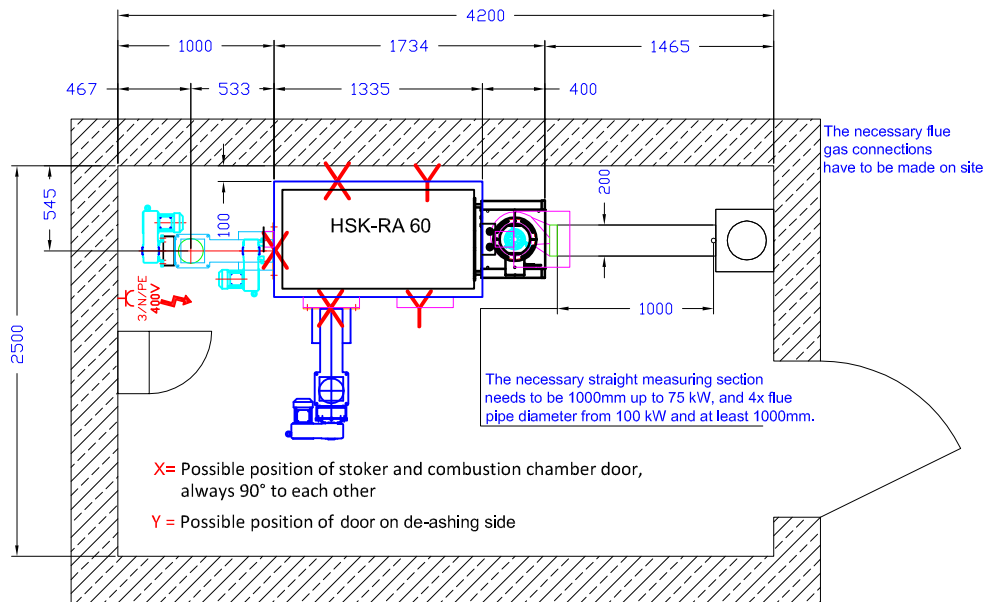 4200
1000
1734
1465
467
533
1335
400
The necessary flue
gas connections
have to be made on site
545
100
200
HSK-RA 60
3/N/PE
400V
2500
1000
The necessary straight measuring section
needs to be 1000mm up to 75 kW, and 4x flue
pipe diameter from 100 kW and at least 1000mm.
X
Y
X
X
Y
X= Possible position of stoker and combustion chamber door,
always 90° to each other
Y = Possible position of door on de-ashing side